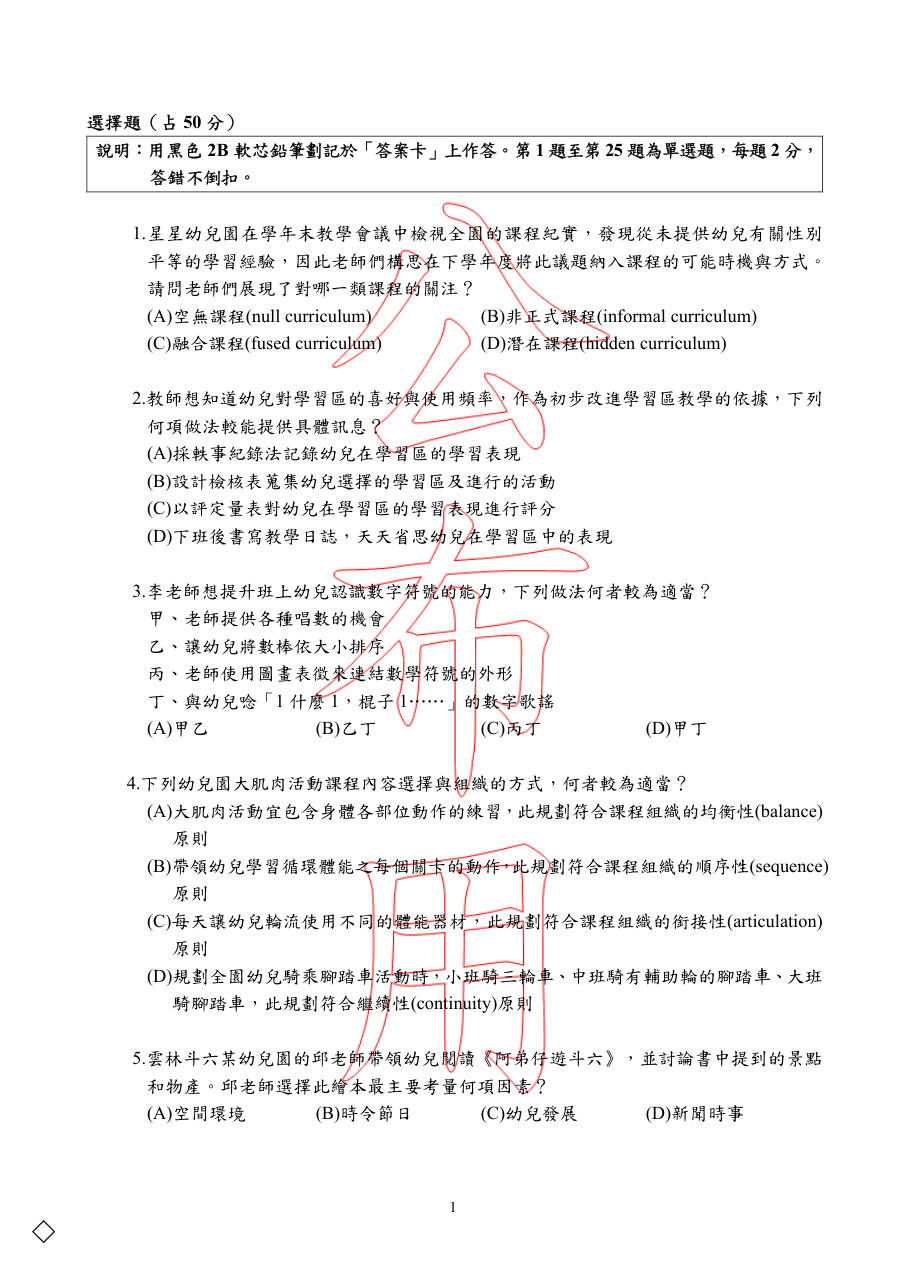 選擇題（占 50 分）
說明：用黑色 2B 軟芯鉛筆劃記於「答案卡」上作答。第 1 題至第 25 題為單選題，每題 2 分，
答錯不倒扣。
1.星星幼兒園在學年末教學會議中檢視全園的課程紀實，發現從未提供幼兒有關性別
平等的學習經驗，因此老師們構思在下學年度將此議題納入課程的可能時機與方式。
請問老師們展現了對哪一類課程的關注？
(A)空無課程(null curriculum) (B)非正式課程(informal curriculum)
(C)融合課程(fused curriculum) (D)潛在課程(hidden curriculum)
2.教師想知道幼兒對學習區的喜好與使用頻率，作為初步改進學習區教學的依據，下列
何項做法較能提供具體訊息？
(A)採軼事紀錄法記錄幼兒在學習區的學習表現
(B)設計檢核表蒐集幼兒選擇的學習區及進行的活動
(C)以評定量表對幼兒在學習區的學習表現進行評分
(D)下班後書寫教學日誌，天天省思幼兒在學習區中的表現
3.李老師想提升班上幼兒認識數字符號的能力，下列做法何者較為適當？
甲、老師提供各種唱數的機會
乙、讓幼兒將數棒依大小排序
丙、老師使用圖畫表徵來連結數學符號的外形
丁、與幼兒唸「1 什麼 1，棍子 1⋯⋯」的數字歌謠
(A)甲乙 (B)乙丁 (C)丙丁 (D)甲丁
4.下列幼兒園大肌肉活動課程內容選擇與組織的方式，何者較為適當？
(A)大肌肉活動宜包含身體各部位動作的練習，此規劃符合課程組織的均衡性(balance)
原則
(B)帶領幼兒學習循環體能之每個關卡的動作，此規劃符合課程組織的順序性(sequence)
原則
(C)每天讓幼兒輪流使用不同的體能器材，此規劃符合課程組織的銜接性(articulation)
原則
(D)規劃全園幼兒騎乘腳踏車活動時，小班騎三輪車、中班騎有輔助輪的腳踏車、大班
騎腳踏車，此規劃符合繼續性(continuity)原則
5.雲林斗六某幼兒園的邱老師帶領幼兒閱讀《阿弟仔遊斗六》，並討論書中提到的景點
和物產。邱老師選擇此繪本最主要考量何項因素？
(A)空間環境 (B)時令節日 (C)幼兒發展 (D)新聞時事
1
公布用